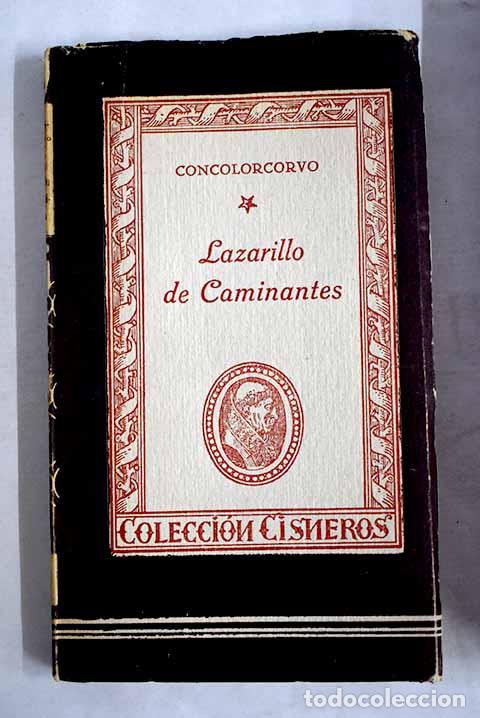 CONCOLORCORVO
Lazarillo
de Caminantes
COLECCIÓN CISNEROS
todocoleccion